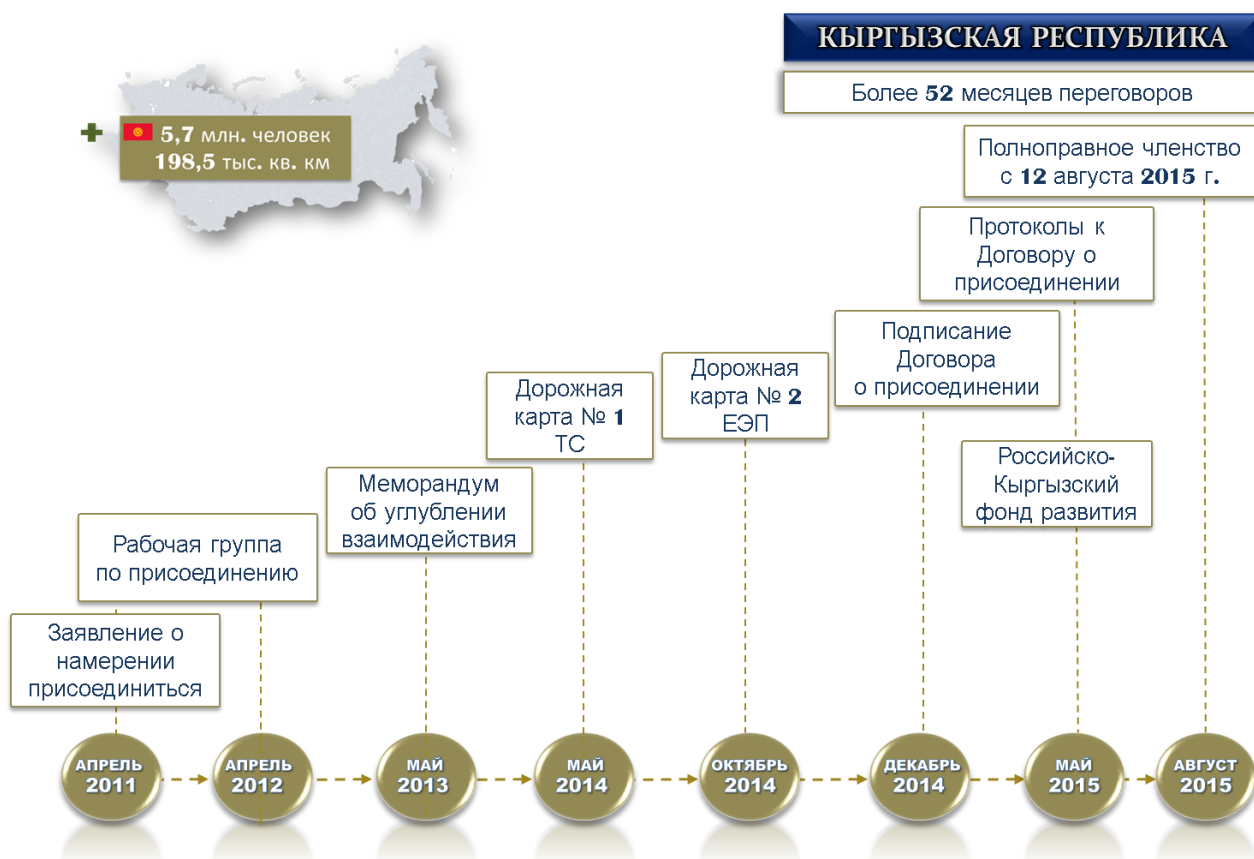 КЫРГЫЗСКАЯ РЕСПУБЛИКА
Более 52 месяцев переговоров
5,7 млн. человек
198,5 тыс. кв. км
Полноправное членство
с 12 августа 2015 г.
Протоколы к
Договору о
присоединении
Подписание
Договора
о присоединении
Дорожная
карта № 2
ЕЭП
Дорожная
карта № 1
ТС
Российско-
Кыргызский
фонд развития
Меморандум
об углублении
взаимодействия
Рабочая группа
по присоединению
Заявление о
намерении
присоединиться
АПРЕЛЬ
2011
АПРЕЛЬ
2012
МАЙ
2013
МАЙ
2014
ОКТЯБРЬ
2014
ДЕКАБРЬ
2014
МАЙ
2015
АВГУСТ
2015